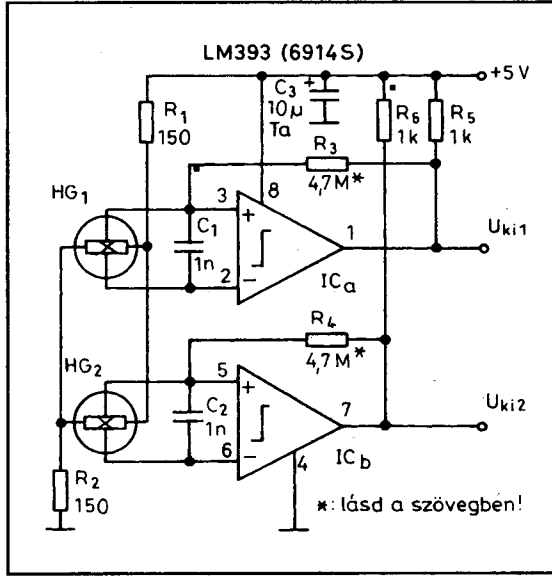 LM393 (6914S)
+5 V
C3 +
10µ
Ta
R1
150
R6
1k
R5
1k
R3
4,7M*
HG1
3
8
C1
1n
+
1
Uki1
2
−
ICa
R4
4,7M*
HG2
5
C2
1n
+
7
Uki2
6
−
4
ICb
R2
150
*: lásd a szövegben!